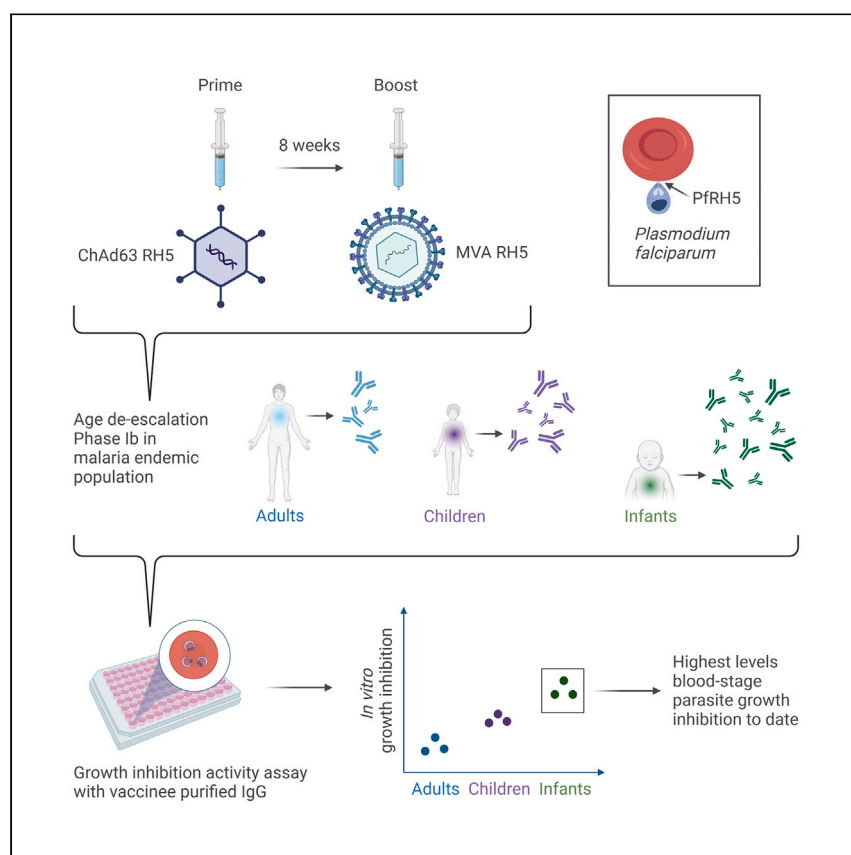 Prime
Boost
8 weeks
ChAd63 RH5
MVA RH5
PfRH5
Plasmodium
falciparum
Age de-escalation
Phase Ib in
malaria endemic
population
Adults
Children
Infants
In vitro
growth inhibition
Adults
Children
Infants
Highest levels
blood-stage
parasite growth
inhibition to date
Growth inhibition activity assay
with vaccinee purified IgG